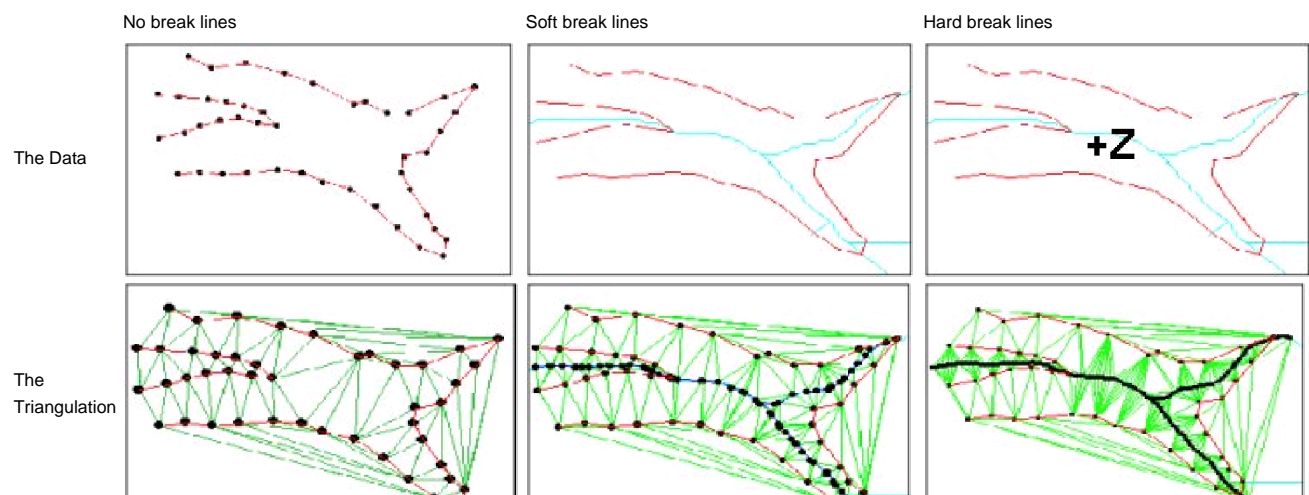 No break lines
Soft break lines
Hard break lines
The Data
+Z
The
Triangulation